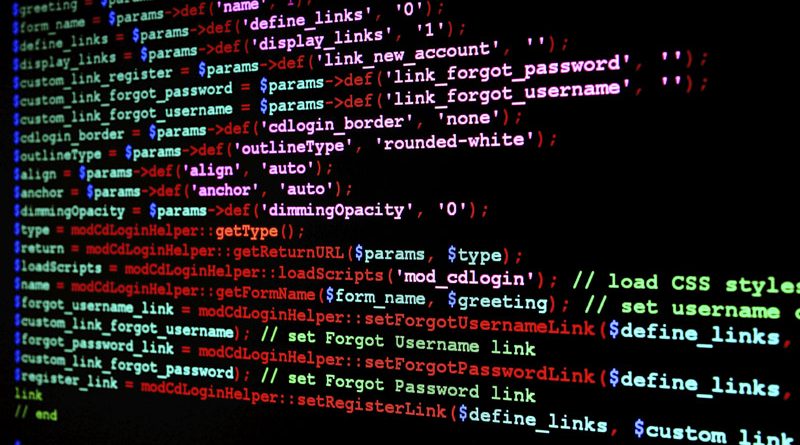 $greeting = $params->def('name', 1);
$form_name = $params->def('define_links', '0');
$define_links = $params->def('display_links', '1');
$display_links = $params->def('link_new_account', '');
$custom_link_register = $params->def('link_forgot_password', '');
$custom_link_forgot_password = $params->def('link_forgot_username', '');
$custom_link_forgot_username = $params->def('cdlogin_border', 'none');
$cdlogin_border = $params->def('outlineType', 'rounded-white');
$outlineType = $params->def('align', 'auto');
$align = $params->def('anchor', 'auto');
$anchor = $params->def('dimmingOpacity', '0');
$dimmingOpacity = modCdLoginHelper::getType();
$type = modCdLoginHelper::getReturnURL($params, $type);
$return = modCdLoginHelper::loadScripts('mod_cdlogin'); // load CSS styles
$loadScripts = modCdLoginHelper::getFormName($form_name, $greeting); // set username
$name = modCdLoginHelper::setForgotUsernameLink($define_links,
$forgot_username_link = modCdLoginHelper::
$custom_link_forgot_username); // set Forgot Username link
$forgot_password_link = modCdLoginHelper::setForgotPasswordLink($define_links,
$custom_link_forgot_password); // set Forgot Password link
$register_link = modCdLoginHelper::setRegisterLink($define_links, $custom_link
link
// end